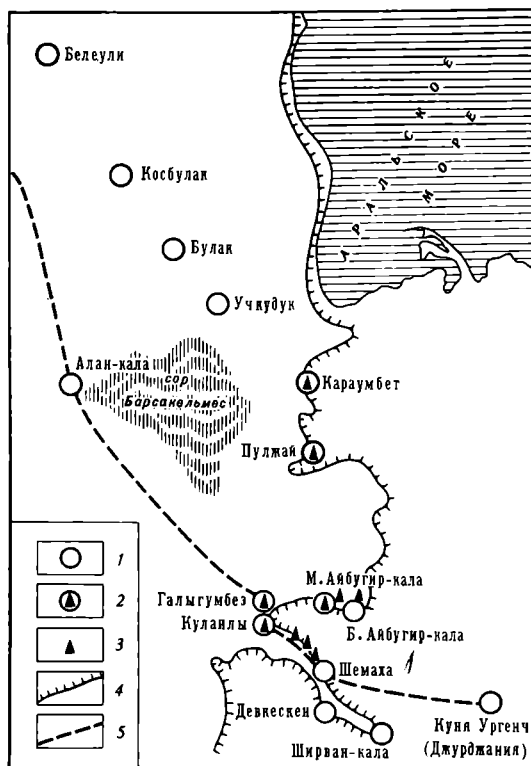 Белеули
Косбулак
Булак
Учкудук
АРАЛЬСКОЕ
МОРЕ
Алан-кала
сор
Барсакельмес
Караумбет
Пулжай
Галыгумбез
М. Айбугир-кала
Кулаилы
Б. Айбугир-кала
Шемаха
Девкескен
Ширван-кала
Куня Ургенч
(Джурджания)
1
2
3
4
5